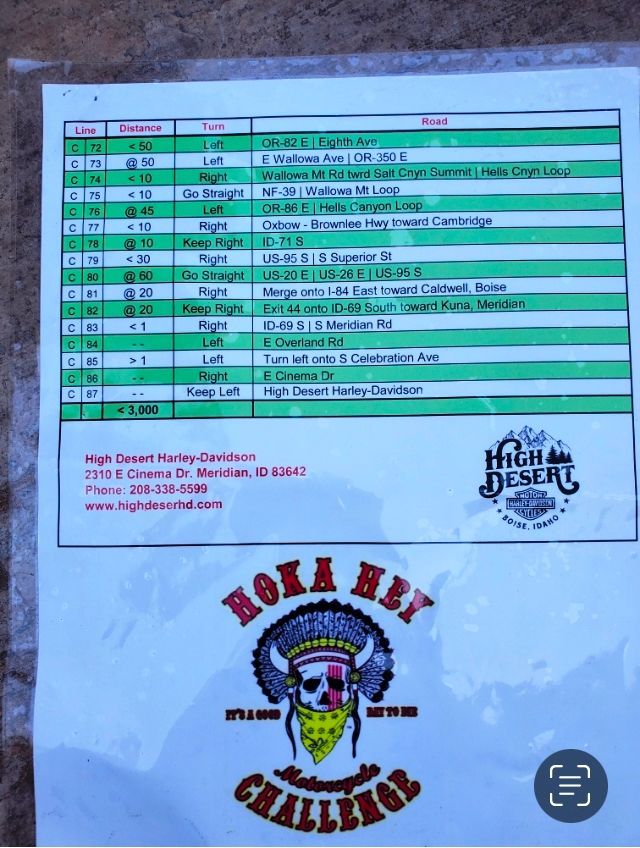 Line Distance Turn Road
C 72 < 50 Left OR-82 E | Eighth Ave
C 73 @ 50 Left E Wallowa Ave | OR-350 E
C 74 < 10 Right Wallowa Mt Rd twrd Salt Cnyn Summit | Hells Cnyn Loop
C 75 < 10 Go Straight NF-39 | Wallowa Mt Loop
C 76 @ 45 Left OR-86 E | Hells Canyon Loop
C 77 < 10 Right Oxbow - Brownlee Hwy toward Cambridge
C 78 @ 10 Keep Right ID-71 S
C 79 < 30 Right US-95 S | S Superior St
C 80 @ 60 Go Straight US-20 E | US-26 E | US-95 S
C 81 @ 20 Right Merge onto I-84 East toward Caldwell, Boise
C 82 @ 20 Keep Right Exit 44 onto ID-69 South toward Kuna, Meridian
C 83 < 1 Right ID-69 S | S Meridian Rd
C 84 - - Left E Overland Rd
C 85 > 1 Left Turn left onto S Celebration Ave
C 86 - - Right E Cinema Dr
C 87 - - Keep Left High Desert Harley-Davidson
< 3,000
High Desert Harley-Davidson
2310 E Cinema Dr. Meridian, ID 83642
Phone: 208-338-5599
www.highdeserhd.com
HIGH
DESERT
MOTOR
HARLEY-DAVIDSON
CYCLES
BOISE, IDAHO
HOKA HEY
IT'S A GOOD DAY TO DIE
Motorcycle
CHALLENGE